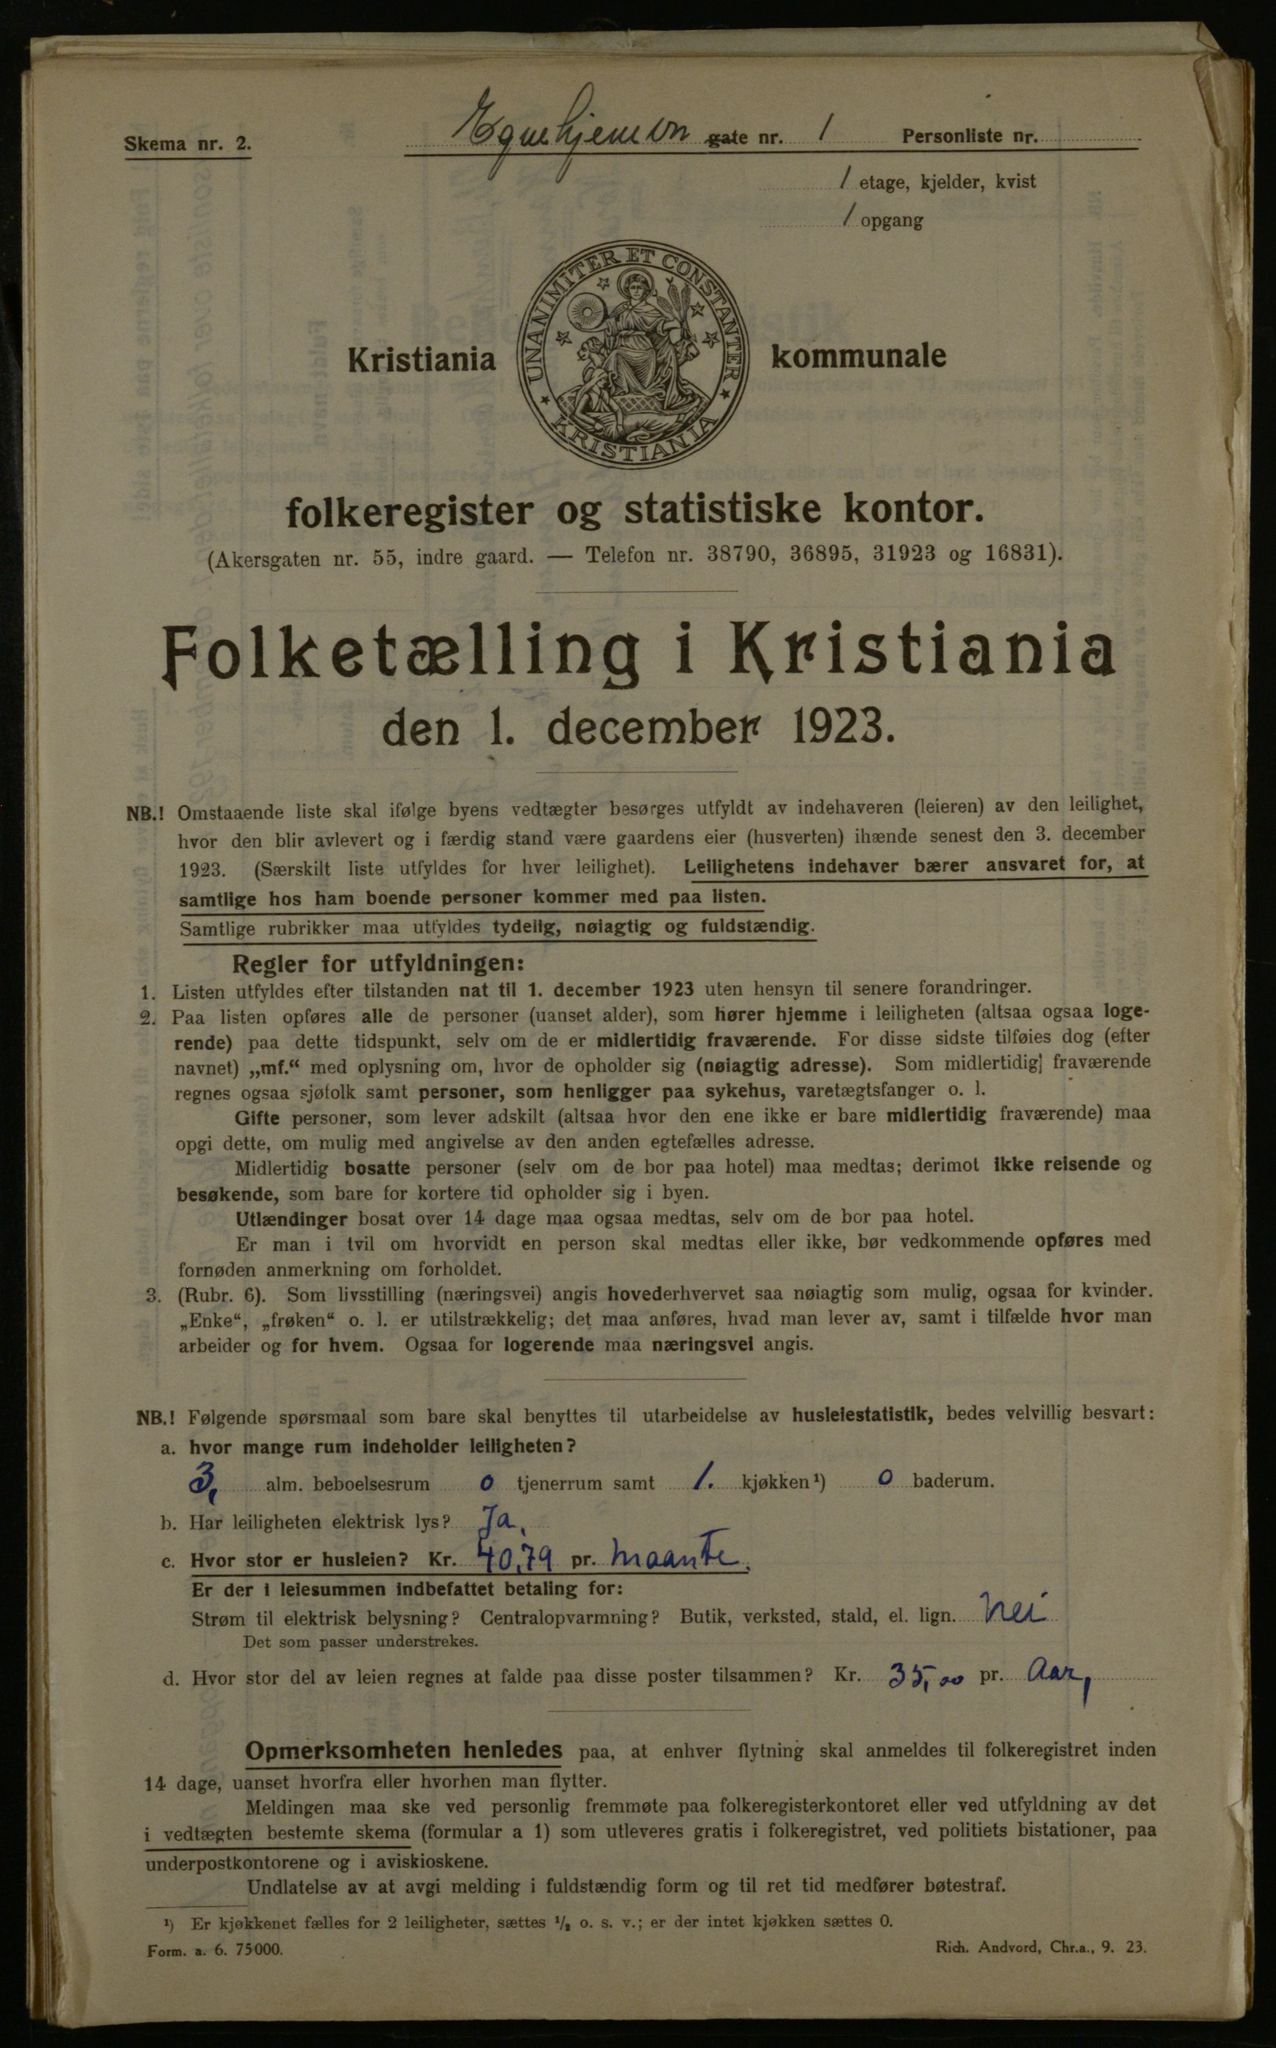 Skema nr. 2.
Egnehjemvn gate nr. 1 Personliste nr.
1 etage, kjelder, kvist
1 opgang
UNANIMITER ET CONSTANTER
KRISTIANIA
Kristiania kommunale
folkeregister og statistiske kontor.
(Akersgaten nr. 55, indre gaard. — Telefon nr. 38790, 36895, 31923 og 16831).
Folketælling i Kristiania
den 1. december 1923.
NB.! Omstaaende liste skal ifølge byens vedtægter besørges utfyldt av indehaveren (leieren) av den leilighet,
hvor den blir avlevert og i færdig stand være gaardens eier (husverten) ihænde senest den 3. december
1923. (Særskilt liste utfyldes for hver leilighet). Leilighetens indehaver bærer ansvaret for, at
samtlige hos ham boende personer kommer med paa listen.
Samtlige rubrikker maa utfyldes tydelig, nøiagtig og fuldstændig.
Regler for utfyldningen:
1. Listen utfyldes efter tilstanden nat til 1. december 1923 uten hensyn til senere forandringer.
2. Paa listen opføres alle de personer (uanset alder), som hører hjemme i leiligheten (altsaa ogsaa loge-
rende) paa dette tidspunkt, selv om de er midlertidig fraværende. For disse sidste tilføies dog (efter
navnet) „mf.“ med oplysning om, hvor de opholder sig (nøiagtig adresse). Som midlertidig fraværende
regnes ogsaa sjøfolk samt personer, som henligger paa sykehus, varetægtsfanger o. l.
Gifte personer, som lever adskilt (altsaa hvor den ene ikke er bare midlertidig fraværende) maa
opgi dette, om mulig med angivelse av den anden egtefælles adresse.
Midlertidig bosatte personer (selv om de bor paa hotel) maa medtas; derimot ikke reisende og
besøkende, som bare for kortere tid opholder sig i byen.
Utlændinger bosat over 14 dage maa ogsaa medtas, selv om de bor paa hotel.
Er man i tvil om hvorvidt en person skal medtas eller ikke, bør vedkommende opføres med
fornøden anmerkning om forholdet.
3. (Rubr. 6). Som livsstilling (næringsvei) angis hovederhvervet saa nøiagtig som mulig, ogsaa for kvinder.
„Enke“, „frøken“ o. l. er utilstrækkelig; det maa anføres, hvad man lever av, samt i tilfælde hvor man
arbeider og for hvem. Ogsaa for logerende maa næringsvei angis.
NB.! Følgende spørsmaal som bare skal benyttes til utarbeidelse av husleiestatistik, bedes velvillig besvart:
a. hvor mange rum indeholder leiligheten?
3, alm. beboelsesrum 0 tjenerrum samt 1. kjøkken¹) 0 baderum.
b. Har leiligheten elektrisk lys? Ja,
c. Hvor stor er husleien? Kr. 40,79 pr. Maante.
Er der i leiesummen indbefattet betaling for:
Strøm til elektrisk belysning? Centralopvarmning? Butik, verksted, stald, el. lign. Nei
Det som passer understrekes.
d. Hvor stor del av leien regnes at falde paa disse poster tilsammen? Kr. 35,00 pr. Aar,
Opmerksomheten henledes paa, at enhver flytning skal anmeldes til folkeregistret inden
14 dage, uanset hvorfra eller hvorhen man flytter.
Meldingen maa ske ved personlig fremmøte paa folkeregisterkontoret eller ved utfyldning av det
i vedtægten bestemte skema (formular a 1) som utleveres gratis i folkeregistret, ved politiets bistationer, paa
underpostkontorene og i aviskioskene.
Undlatelse av at avgi melding i fuldstændig form og til ret tid medfører bøtestraf.
¹) Er kjøkkenet fælles for 2 leiligheter, sættes ½ o. s. v.; er der intet kjøkken sættes 0.
Form. a. 6. 75000.
Rich. Andvord, Chr.a., 9. 23.